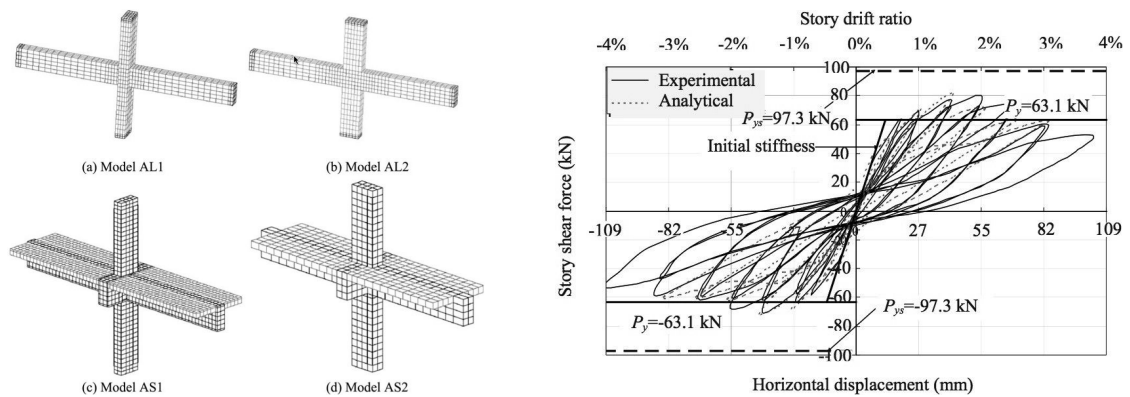 (a) Model AL1
(b) Model AL2
(c) Model AS1
(d) Model AS2
Story drift ratio
-4% -3% -2% -1% 0% 1% 2% 3% 4%
100
80
60
40
20
0
-20
-40
-60
-80
-100
Story shear force (kN)
Experimental
Analytical
Pys=97.3 kN
Py=63.1 kN
Initial stiffness
-109 -82 -55 -27 0 27 55 82 109
Py=-63.1 kN
Pys=-97.3 kN
Horizontal displacement (mm)